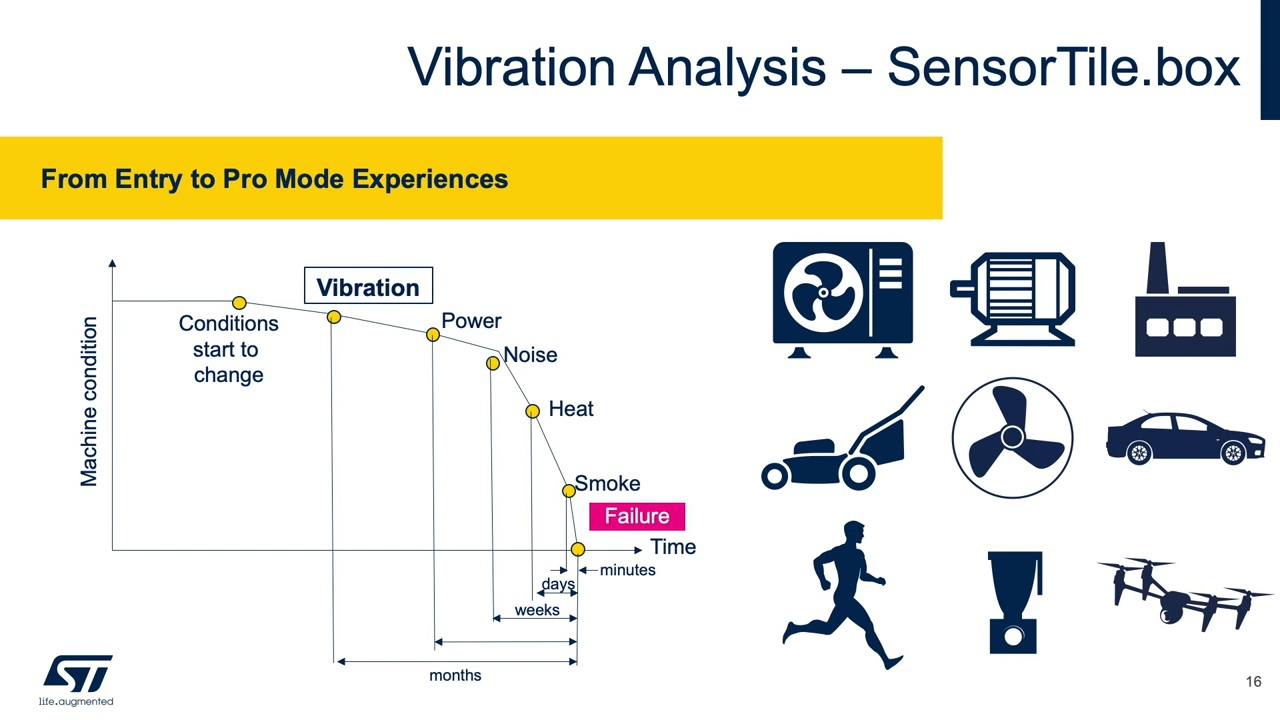 Vibration Analysis – SensorTile.box
From Entry to Pro Mode Experiences
Vibration
Conditions
start to
change
Power
Noise
Heat
Smoke
Failure
Machine condition
Time
minutes
days
weeks
months
ST
life.augmented
16